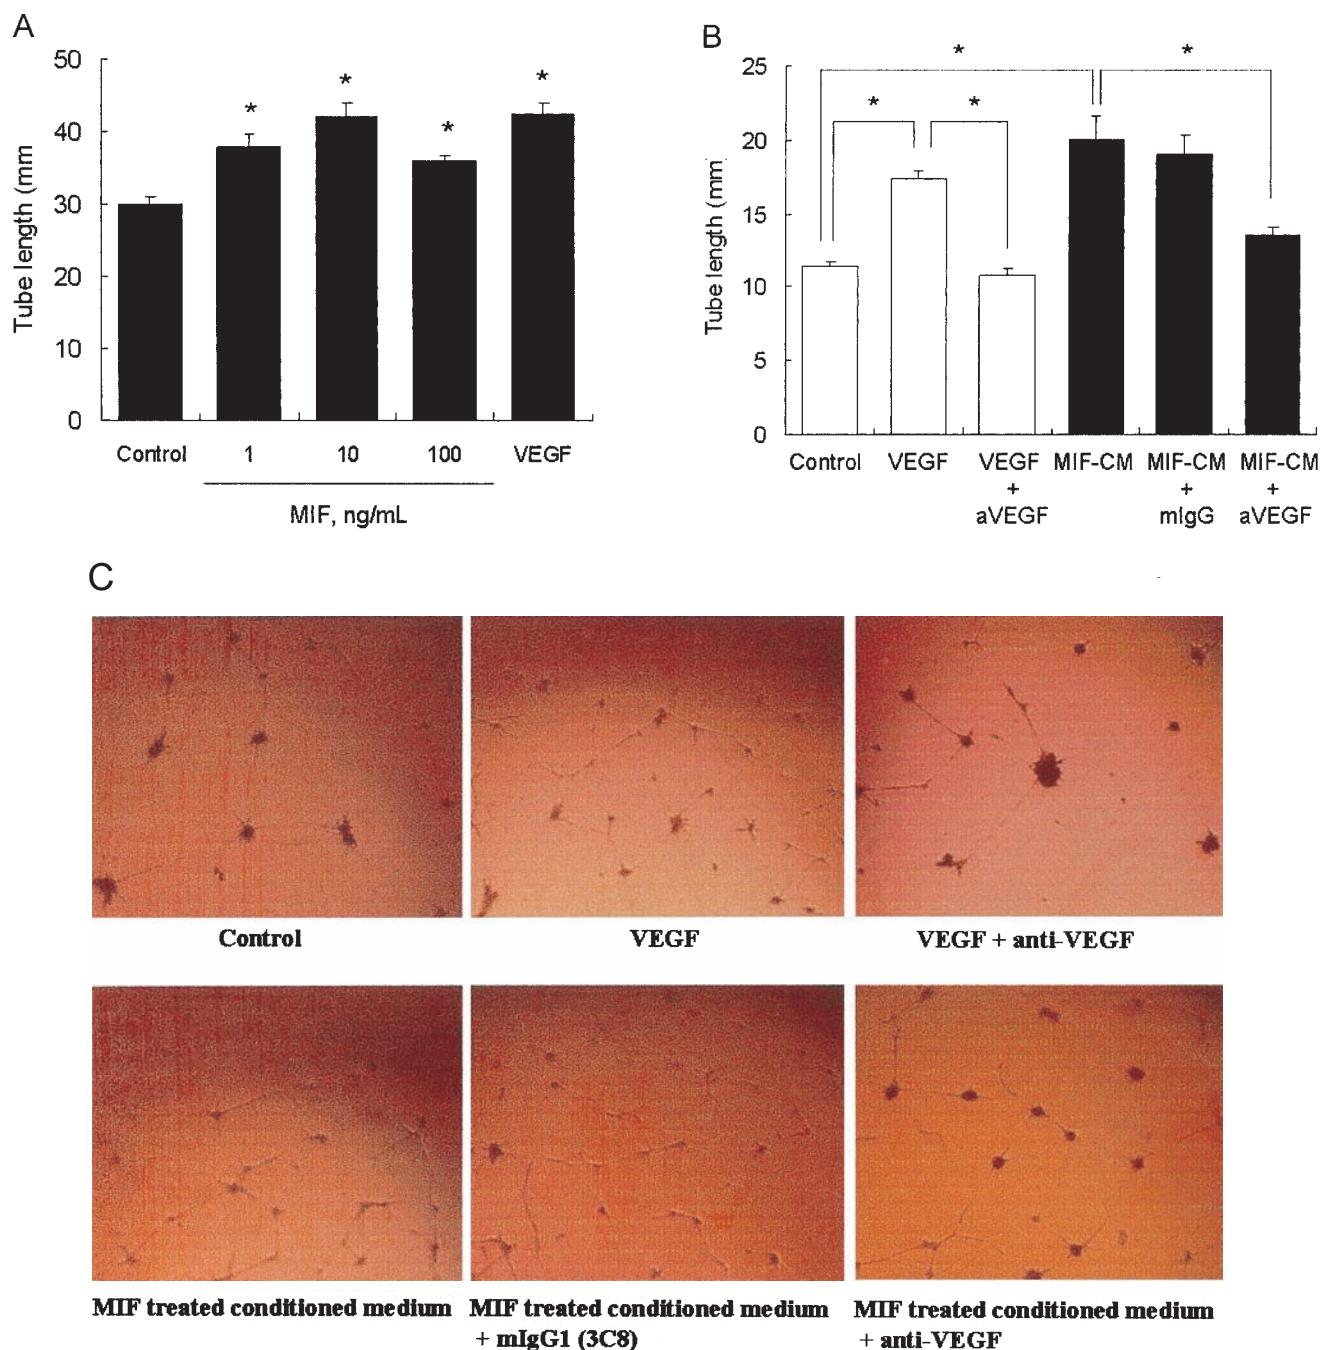 A
50
40
30
20
10
0
Tube length (mm
*
*
*
*
Control
1
10
100
VEGF
MIF, ng/mL
B
25
20
15
10
5
0
Tube length (mm)
*
*
*
*
Control
VEGF
VEGF
+
aVEGF
MIF-CM
MIF-CM
+
mIgG
MIF-CM
+
aVEGF
C
Control
VEGF
VEGF + anti-VEGF
MIF treated conditioned medium
MIF treated conditioned medium
+ mIgG1 (3C8)
MIF treated conditioned medium
+ anti-VEGF